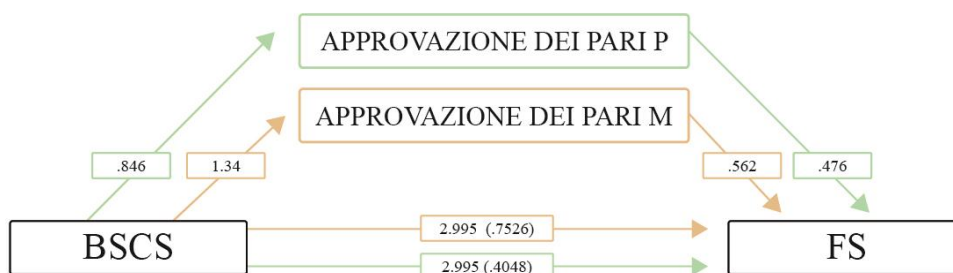 APPROVAZIONE DEI PARI P
APPROVAZIONE DEI PARI M
.846
1.34
.562
.476
BSCS
2.995 (.7526)
FS
2.995 (.4048)